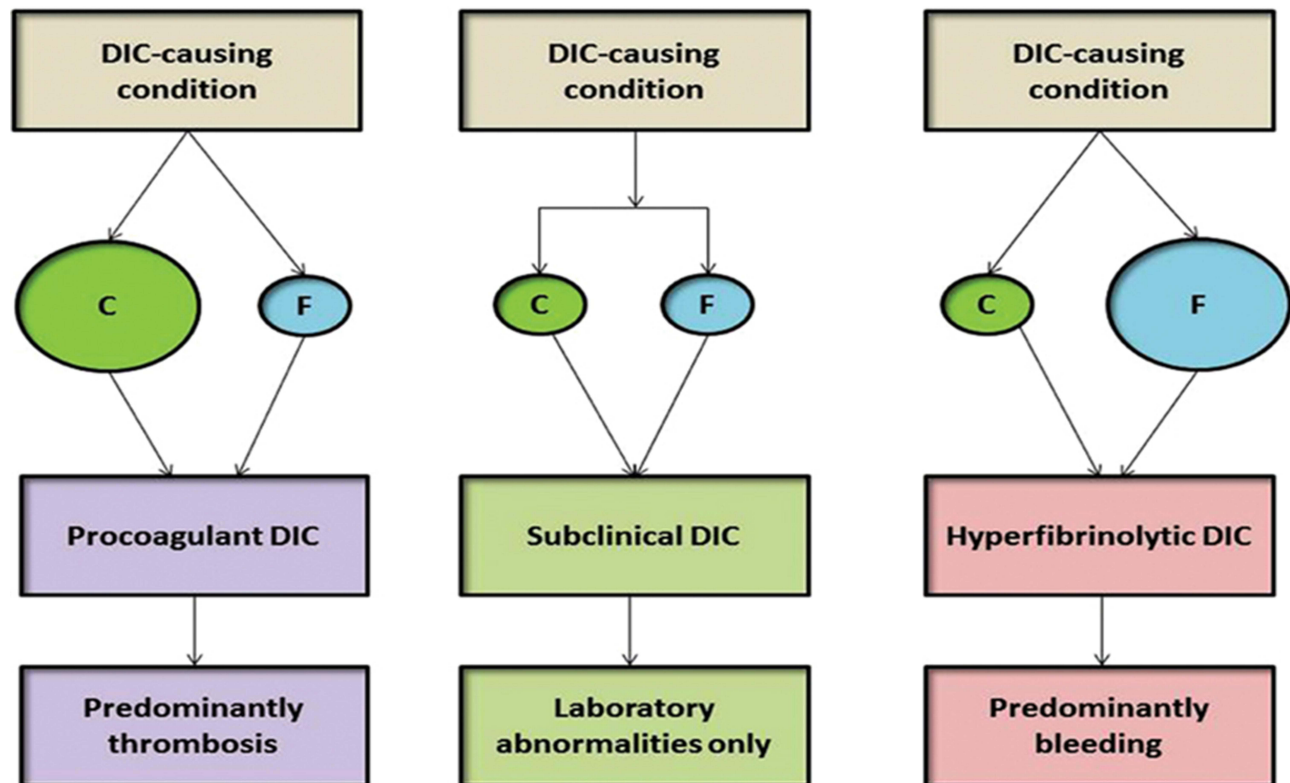 DIC-causing
condition
DIC-causing
condition
DIC-causing
condition
C
F
C
F
C
F
Procoagulant DIC
Subclinical DIC
Hyperfibrinolytic DIC
Predominantly
thrombosis
Laboratory
abnormalities only
Predominantly
bleeding